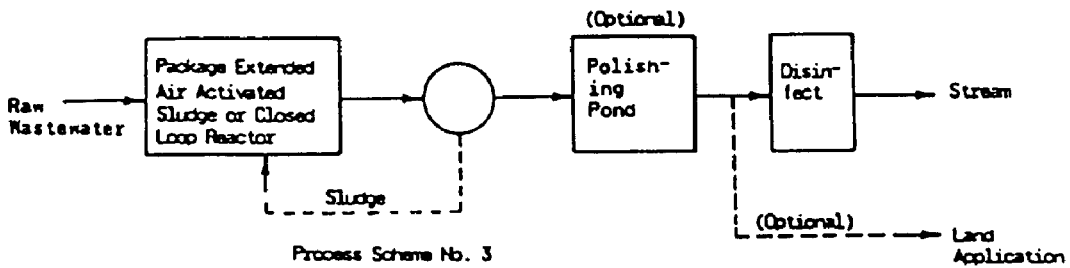 (Optional)
Package Extended
Air Activated
Sludge or Closed
Loop Reactor
Raw
Wastewater
Polish-
ing
Pond
Disin-
fect
Stream
Sludge
(Optional)
Land
Application
Process Scheme No. 3